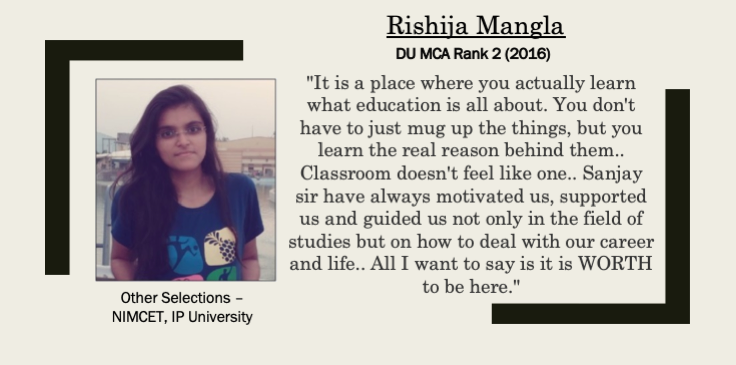 Rishija Mangla
DU MCA Rank 2 (2016)
"It is a place where you actually learn
what education is all about. You don't
have to just mug up the things, but you
learn the real reason behind them..
Classroom doesn't feel like one.. Sanjay
sir have always motivated us, supported
us and guided us not only in the field of
studies but on how to deal with our career
and life.. All I want to say is it is WORTH
to be here."
Other Selections –
NIMCET, IP University